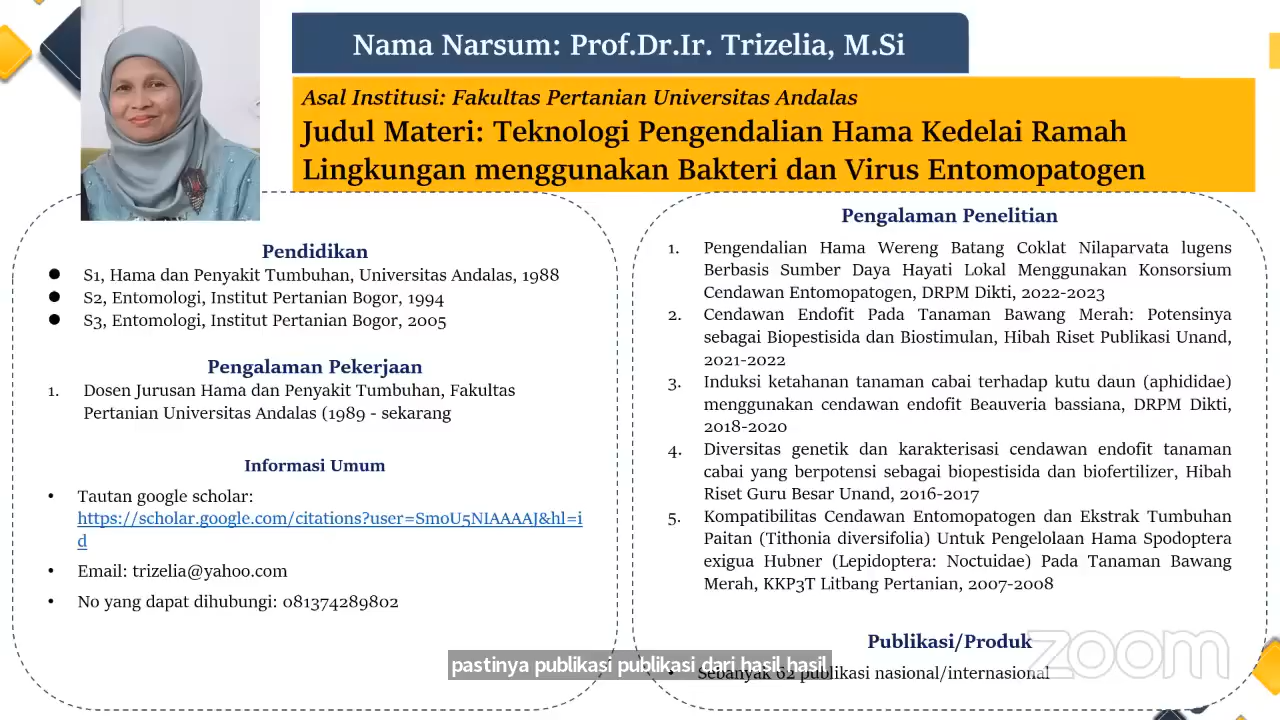 Nama Narsum: Prof.Dr.Ir. Trizelia, M.Si
Asal Institusi: Fakultas Pertanian Universitas Andalas
Judul Materi: Teknologi Pengendalian Hama Kedelai Ramah
Lingkungan menggunakan Bakteri dan Virus Entomopatogen
Pendidikan
● S1, Hama dan Penyakit Tumbuhan, Universitas Andalas, 1988
● S2, Entomologi, Institut Pertanian Bogor, 1994
● S3, Entomologi, Institut Pertanian Bogor, 2005
Pengalaman Pekerjaan
1. Dosen Jurusan Hama dan Penyakit Tumbuhan, Fakultas
Pertanian Universitas Andalas (1989 - sekarang
Informasi Umum
• Tautan google scholar:
https://scholar.google.com/citations?user=SmoU5NIAAAAJ&hl=i
d
• Email: trizelia@yahoo.com
• No yang dapat dihubungi: 081374289802
Pengalaman Penelitian
1. Pengendalian Hama Wereng Batang Coklat Nilaparvata lugens
Berbasis Sumber Daya Hayati Lokal Menggunakan Konsorsium
Cendawan Entomopatogen, DRPM Dikti, 2022-2023
2. Cendawan Endofit Pada Tanaman Bawang Merah: Potensinya
sebagai Biopestisida dan Biostimulan, Hibah Riset Publikasi Unand,
2021-2022
3. Induksi ketahanan tanaman cabai terhadap kutu daun (aphididae)
menggunakan cendawan endofit Beauveria bassiana, DRPM Dikti,
2018-2020
4. Diversitas genetik dan karakterisasi cendawan endofit tanaman
cabai yang berpotensi sebagai biopestisida dan biofertilizer, Hibah
Riset Guru Besar Unand, 2016-2017
5. Kompatibilitas Cendawan Entomopatogen dan Ekstrak Tumbuhan
Paitan (Tithonia diversifolia) Untuk Pengelolaan Hama Spodoptera
exigua Hubner (Lepidoptera: Noctuidae) Pada Tanaman Bawang
Merah, KKP3T Litbang Pertanian, 2007-2008
Publikasi/Produk
• Sebanyak 62 publikasi nasional/internasional
zoom
pastinya publikasi publikasi dari hasil hasil